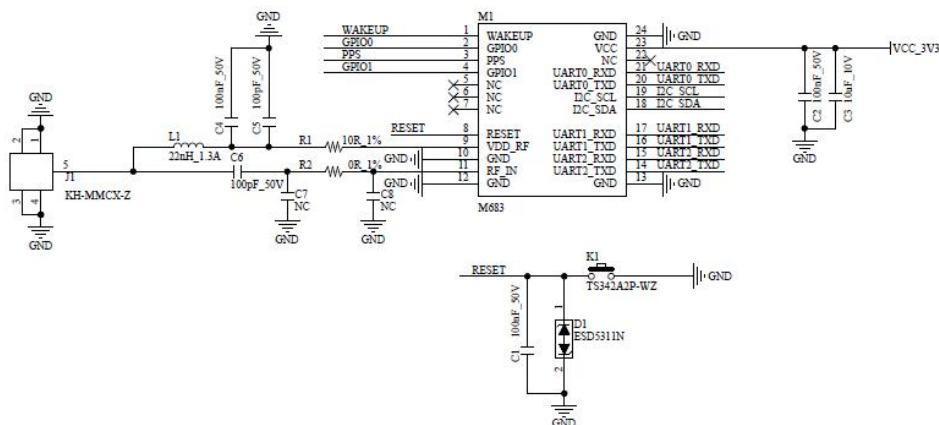 GND
M1
WAKEUP 1 WAKEUP GND 24 GND
GPIO0 2 GPIO0 VCC 23 VCC_3V3
PPS 3 PPS NC 22
GPIO1 4 GPIO1 UART0_RXD 21 UART0_RXD
5 NC UART0_TXD 20 UART0_TXD
6 NC I2C_SCL 19 I2C_SCL
7 NC I2C_SDA 18 I2C_SDA
RESET 8 RESET UART1_RXD 17 UART1_RXD
9 VDD_RF UART1_TXD 16 UART1_TXD
GND 10 GND UART2_RXD 15 UART2_RXD
11 RF_IN UART2_TXD 14 UART2_TXD
GND 12 GND GND 13 GND
M683
C4 100nF_50V
C5 100pF_50V
C2 100nF_50V
C3 10uF_10V
GND
GND
2 1
L1
22nH_1.3A
R1 10R_1%
C6
100pF_50V
R2 0R_1%
5
J1
KH-MMCX-Z
3 4
GND
C7
NC
GND
C8
NC
GND
RESET
K1
TS342A2P-WZ
GND
C1 100nF_50V
1
D1
ESD5311N
2
GND